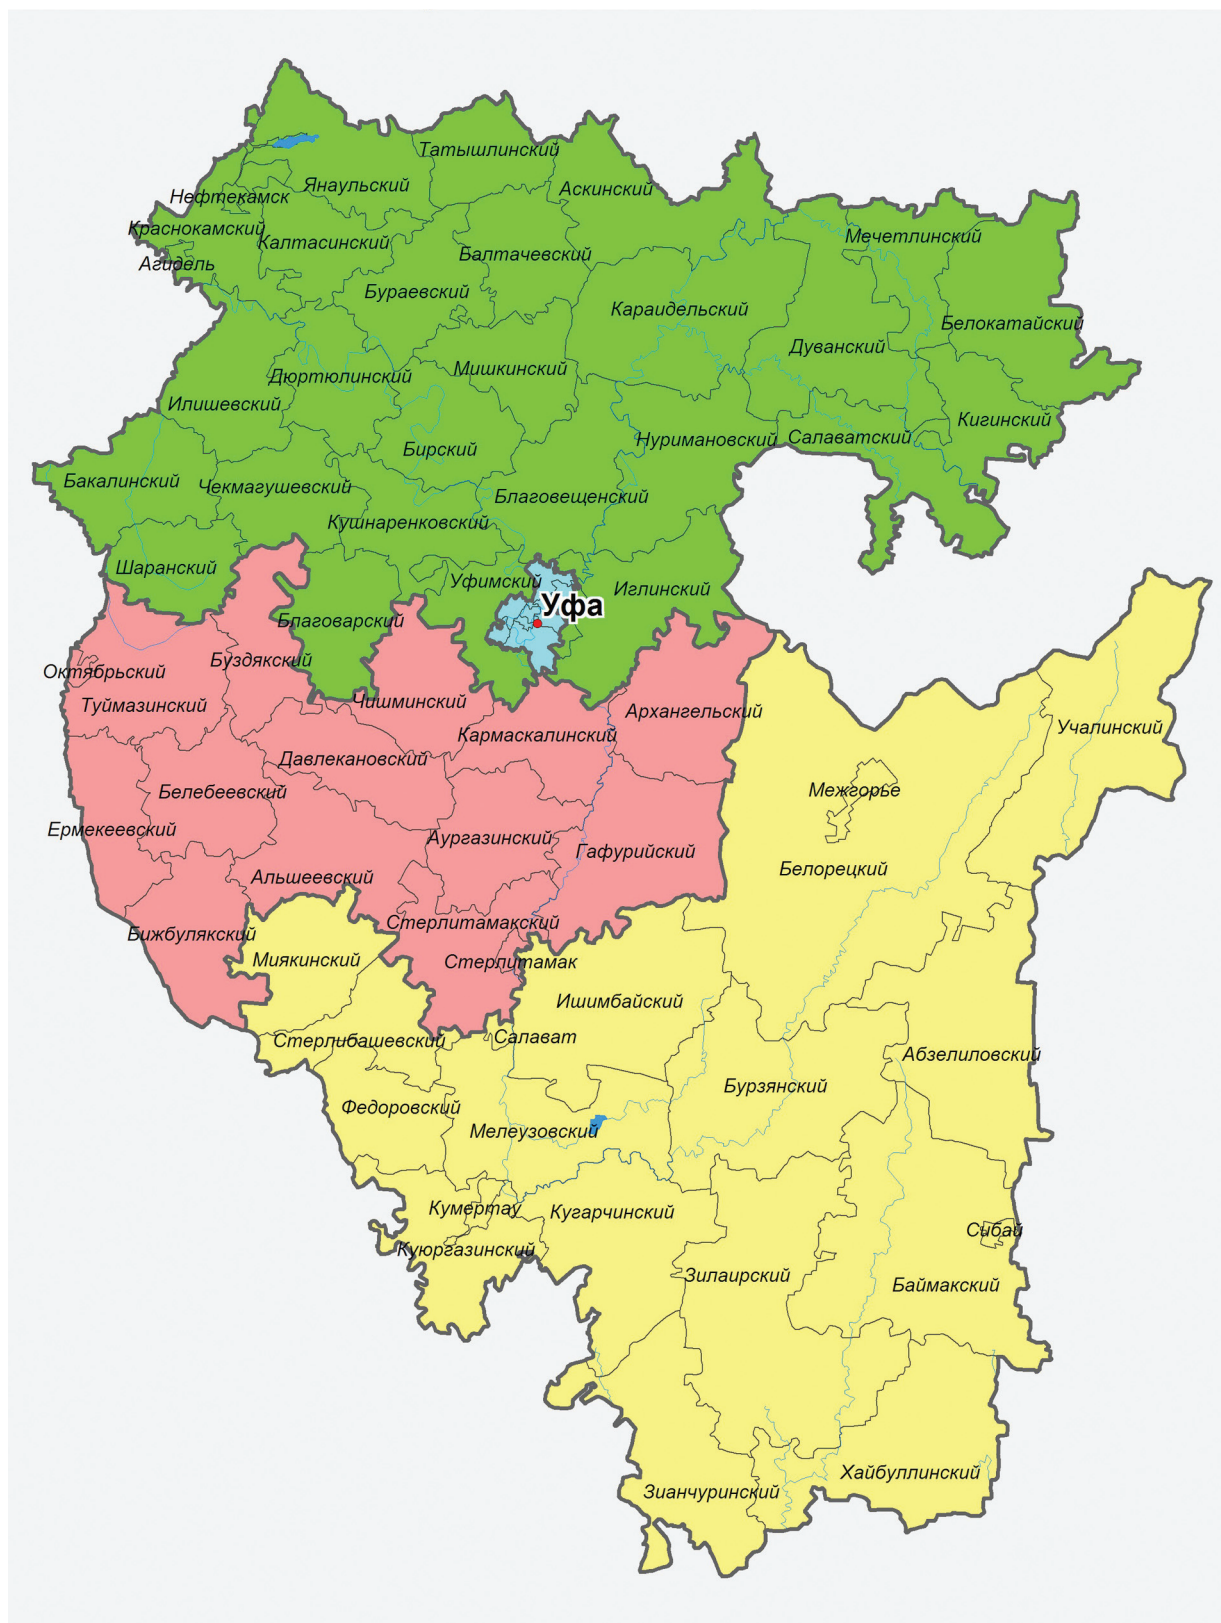 Татышлинский
Янаульский
Аскинский
Нефтекамск
Краснокамский
Калтасинский
Мечетлинский
Балтачевский
Агидель
Бураевский
Караидельский
Белокатайский
Дуванский
Мишкинский
Дюртюлинский
Илишевский
Кигинский
Нуримановский
Салаватский
Бирский
Бакалинский
Чекмагушевский
Благовещенский
Кушнаренковский
Шаранский
Уфимский
Иглинский
Уфа
Благоварский
Буздякский
Октябрьский
Туймазинский
Чишминский
Архангельский
Учалинский
Кармаскалинский
Давлекановский
Белебеевский
Межгорье
Ермекеевский
Аургазинский
Гафурийский
Белорецкий
Альшеевский
Стерлитамакский
Бижбулякский
Миякинский
Стерлитамак
Ишимбайский
Стерлибашевский
Салават
Абзелиловский
Бурзянский
Федоровский
Мелеузовский
Кумертау
Кугарчинский
Сибай
Куюргазинский
Зилаирский
Баймакский
Хайбуллинский
Зианчуринский